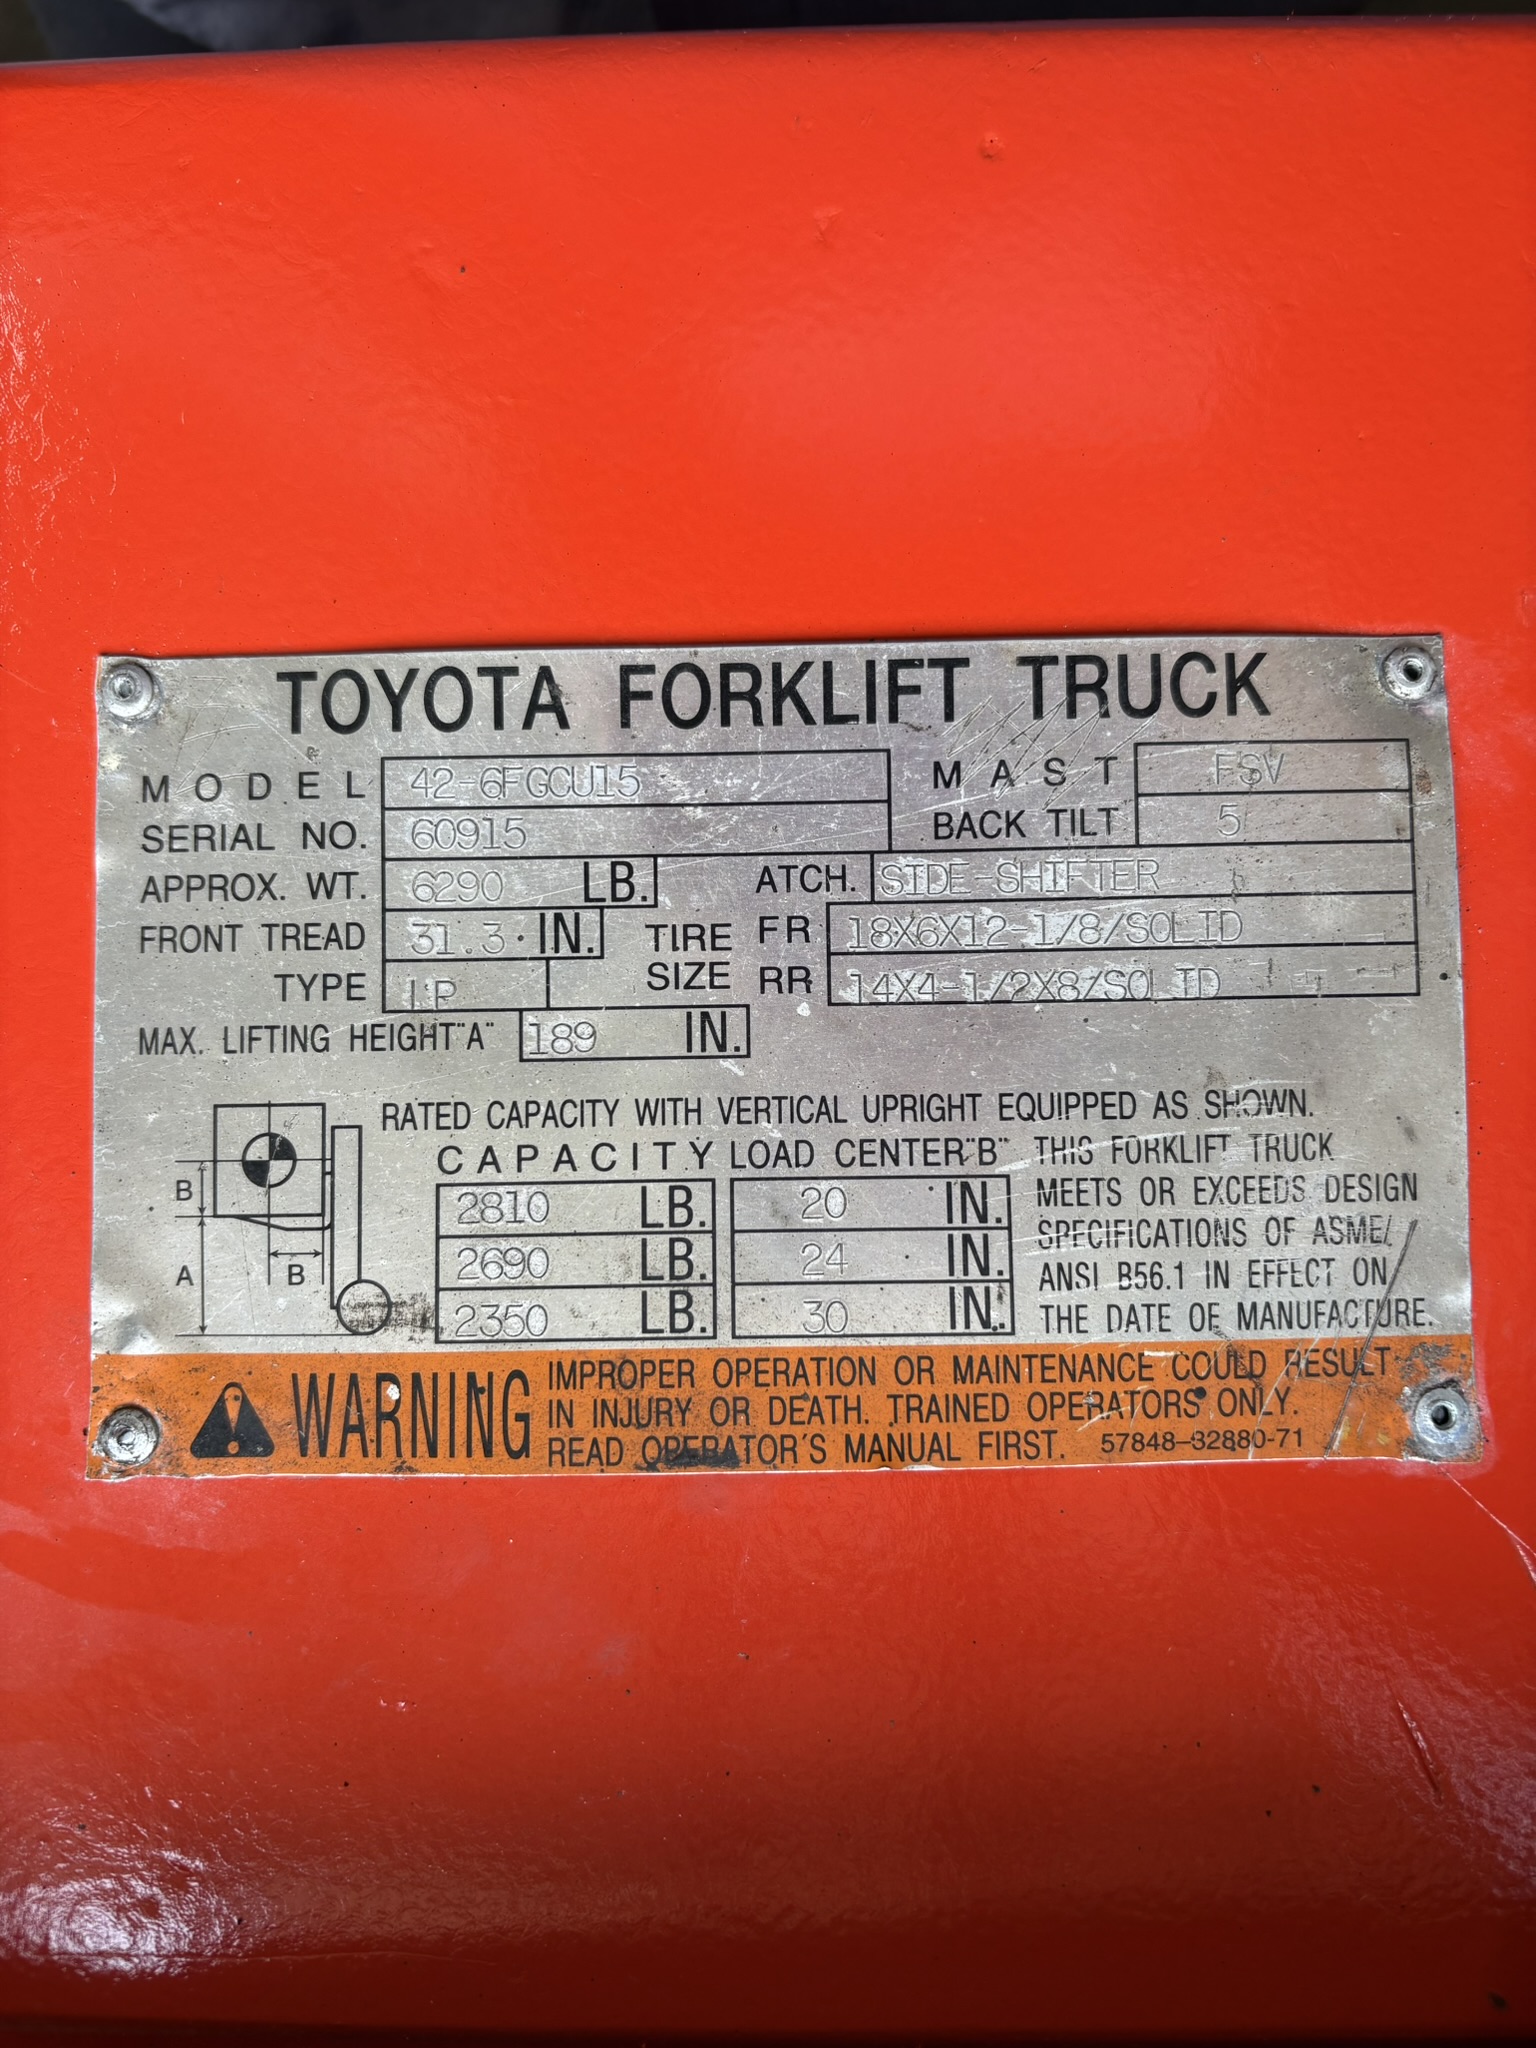 TOYOTA FORKLIFT TRUCK
MODEL 42-6FGCU15 MAST FSV
SERIAL NO. 60915 BACK TILT 5
APPROX. WT. 6290 LB. ATCH. SIDE-SHIFTER
FRONT TREAD 31.3 IN. TIRE SIZE FR 18X6X12-1/8/SOLID
TYPE LP RR 14X4-1/2X8/SOLID
MAX. LIFTING HEIGHT"A" 189 IN.
RATED CAPACITY WITH VERTICAL UPRIGHT EQUIPPED AS SHOWN.
CAPACITY LOAD CENTER"B" THIS FORKLIFT TRUCK
2810 LB. 20 IN. MEETS OR EXCEEDS DESIGN
SPECIFICATIONS OF ASME/
2690 LB. 24 IN. ANSI B56.1 IN EFFECT ON
2350 LB. 30 IN. THE DATE OF MANUFACTURE.
B
A
B
WARNING IMPROPER OPERATION OR MAINTENANCE COULD RESULT
IN INJURY OR DEATH. TRAINED OPERATORS ONLY.
READ OPERATOR'S MANUAL FIRST. 57848-32880-71